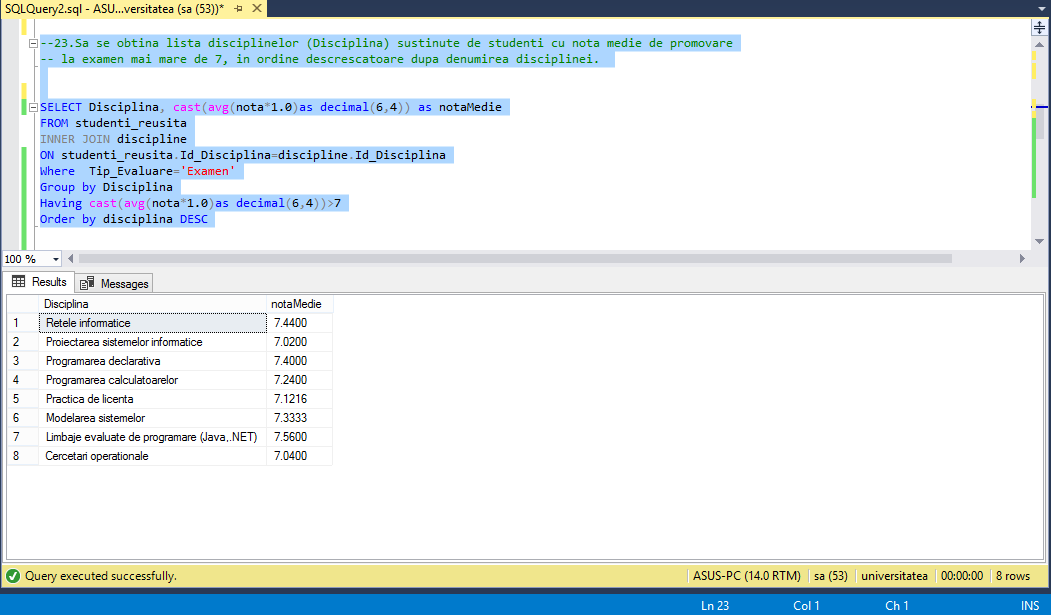 SQLQuery2.sql - ASU...versitatea (sa (53))*
--23.Sa se obtina lista disciplinelor (Disciplina) sustinute de studenti cu nota medie de promovare
-- la examen mai mare de 7, in ordine descrescatoare dupa denumirea disciplinei.
SELECT Disciplina, cast(avg(nota*1.0)as decimal(6,4)) as notaMedie
FROM studenti_reusita
INNER JOIN discipline
ON studenti_reusita.Id_Disciplina=discipline.Id_Disciplina
Where  Tip_Evaluare='Examen'
Group by Disciplina
Having cast(avg(nota*1.0)as decimal(6,4))>7
Order by disciplina DESC
100 %
Results Messages
Disciplina notaMedie
1 Retele informatice 7.4400
2 Proiectarea sistemelor informatice 7.0200
3 Programarea declarativa 7.4000
4 Programarea calculatoarelor 7.2400
5 Practica de licenta 7.1216
6 Modelarea sistemelor 7.3333
7 Limbaje evaluate de programare (Java,.NET) 7.5600
8 Cercetari operationale 7.0400
Query executed successfully. ASUS-PC (14.0 RTM) sa (53) universitatea 00:00:00 8 rows
Ln 23 Col 1 Ch 1 INS